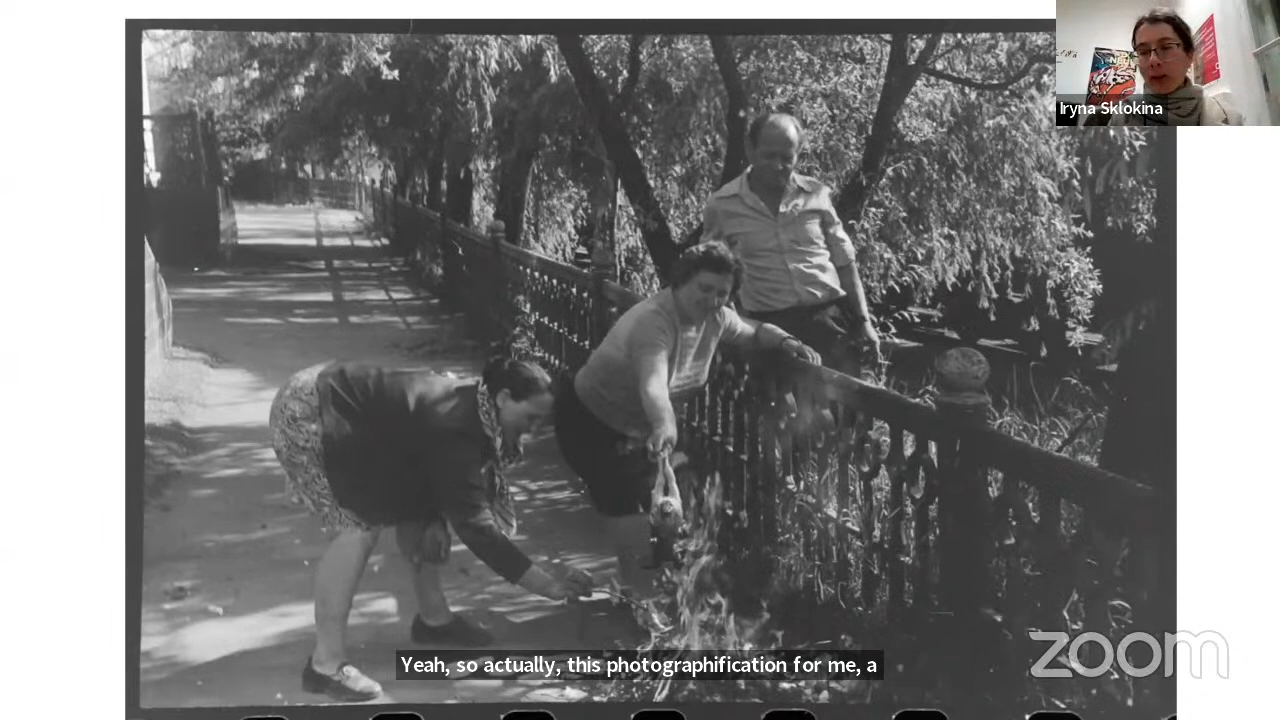 Iryna Sklokina
Yeah, so actually, this photographification for me, a
zoom